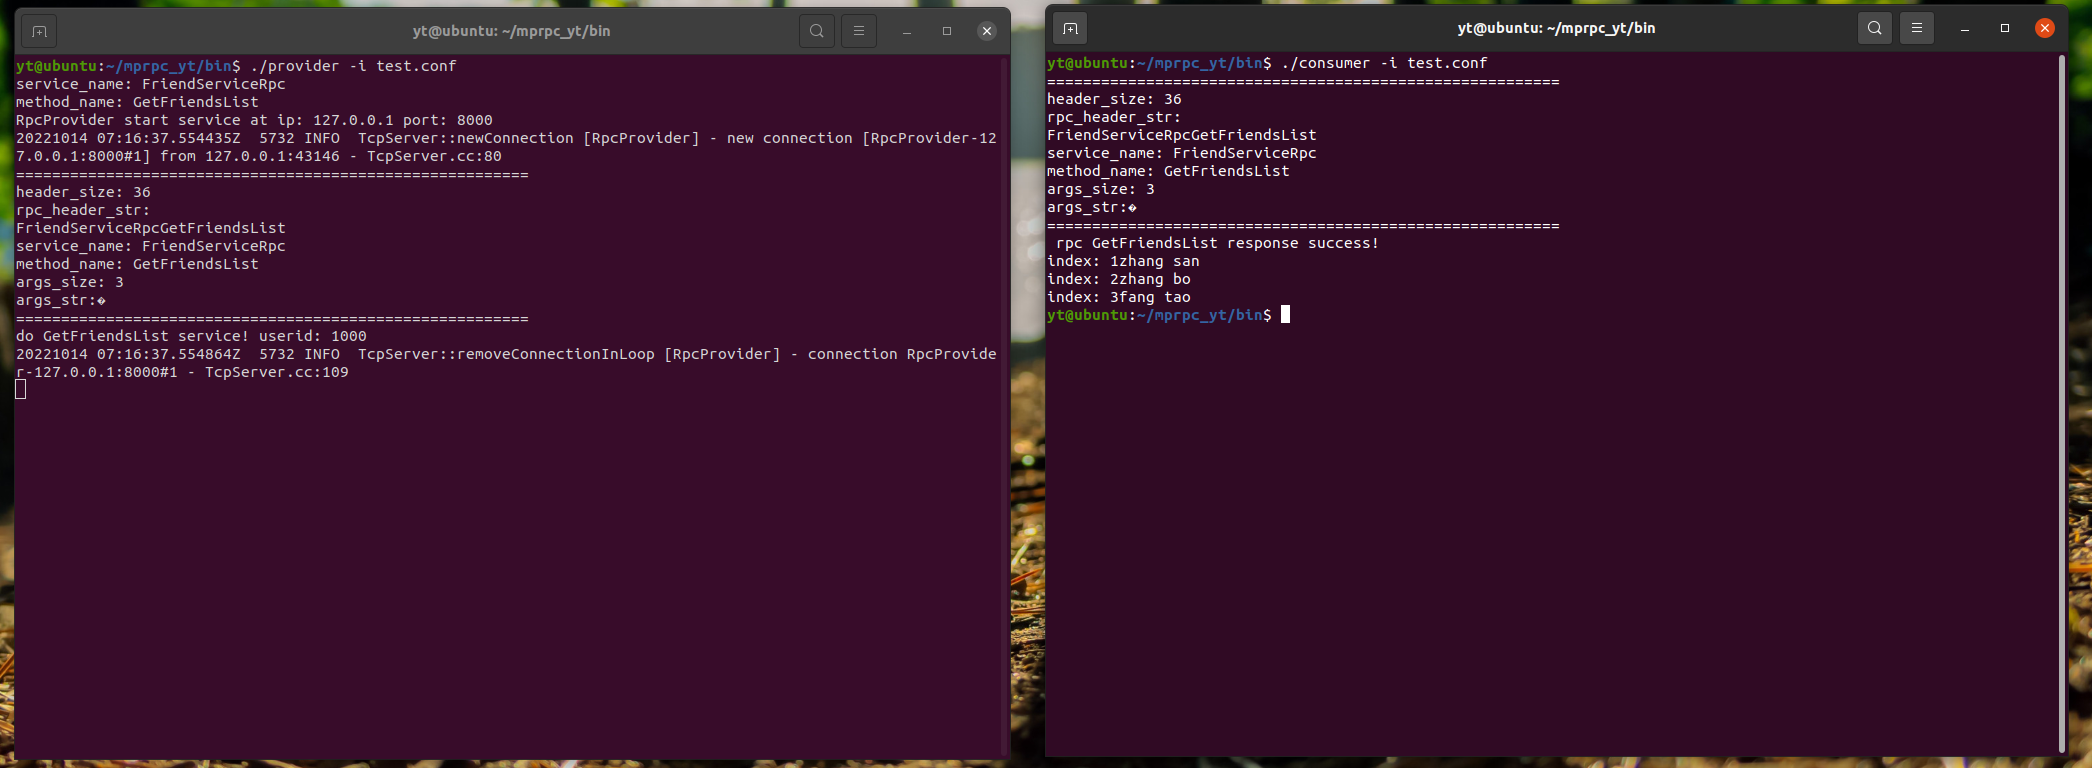 yt@ubuntu: ~/mprpc_yt/bin
yt@ubuntu:~/mprpc_yt/bin$ ./provider -i test.conf
service_name: FriendServiceRpc
method_name: GetFriendsList
RpcProvider start service at ip: 127.0.0.1 port: 8000
20221014 07:16:37.554435Z  5732 INFO  TcpServer::newConnection [RpcProvider] - new connection [RpcProvider-12
7.0.0.1:8000#1] from 127.0.0.1:43146 - TcpServer.cc:80
=========================================================
header_size: 36
rpc_header_str:
FriendServiceRpcGetFriendsList
service_name: FriendServiceRpc
method_name: GetFriendsList
args_size: 3
args_str:�
=========================================================
do GetFriendsList service! userid: 1000
20221014 07:16:37.554864Z  5732 INFO  TcpServer::removeConnectionInLoop [RpcProvider] - connection RpcProvide
r-127.0.0.1:8000#1 - TcpServer.cc:109
yt@ubuntu: ~/mprpc_yt/bin
yt@ubuntu:~/mprpc_yt/bin$ ./consumer -i test.conf
=========================================================
header_size: 36
rpc_header_str:
FriendServiceRpcGetFriendsList
service_name: FriendServiceRpc
method_name: GetFriendsList
args_size: 3
args_str:�
=========================================================
 rpc GetFriendsList response success!
index: 1zhang san
index: 2zhang bo
index: 3fang tao
yt@ubuntu:~/mprpc_yt/bin$